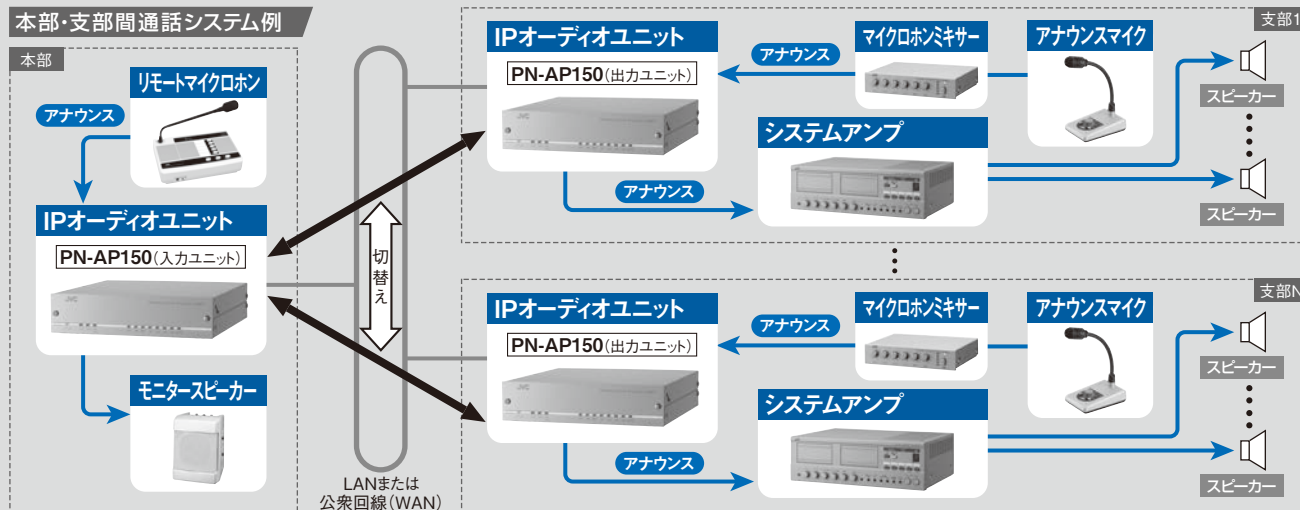 本部・支部間通話システム例
本部
リモートマイクロホン
アナウンス
IPオーディオユニット
PN-AP150(入力ユニット)
JVC
モニタースピーカー
切替え
LANまたは
公衆回線(WAN)
支部1
IPオーディオユニット
PN-AP150(出力ユニット)
JVC
アナウンス
マイクロホンミキサー
アナウンスマイク
システムアンプ
アナウンス
スピーカー
スピーカー
支部N
IPオーディオユニット
PN-AP150(出力ユニット)
JVC
アナウンス
マイクロホンミキサー
アナウンスマイク
システムアンプ
アナウンス
スピーカー
スピーカー